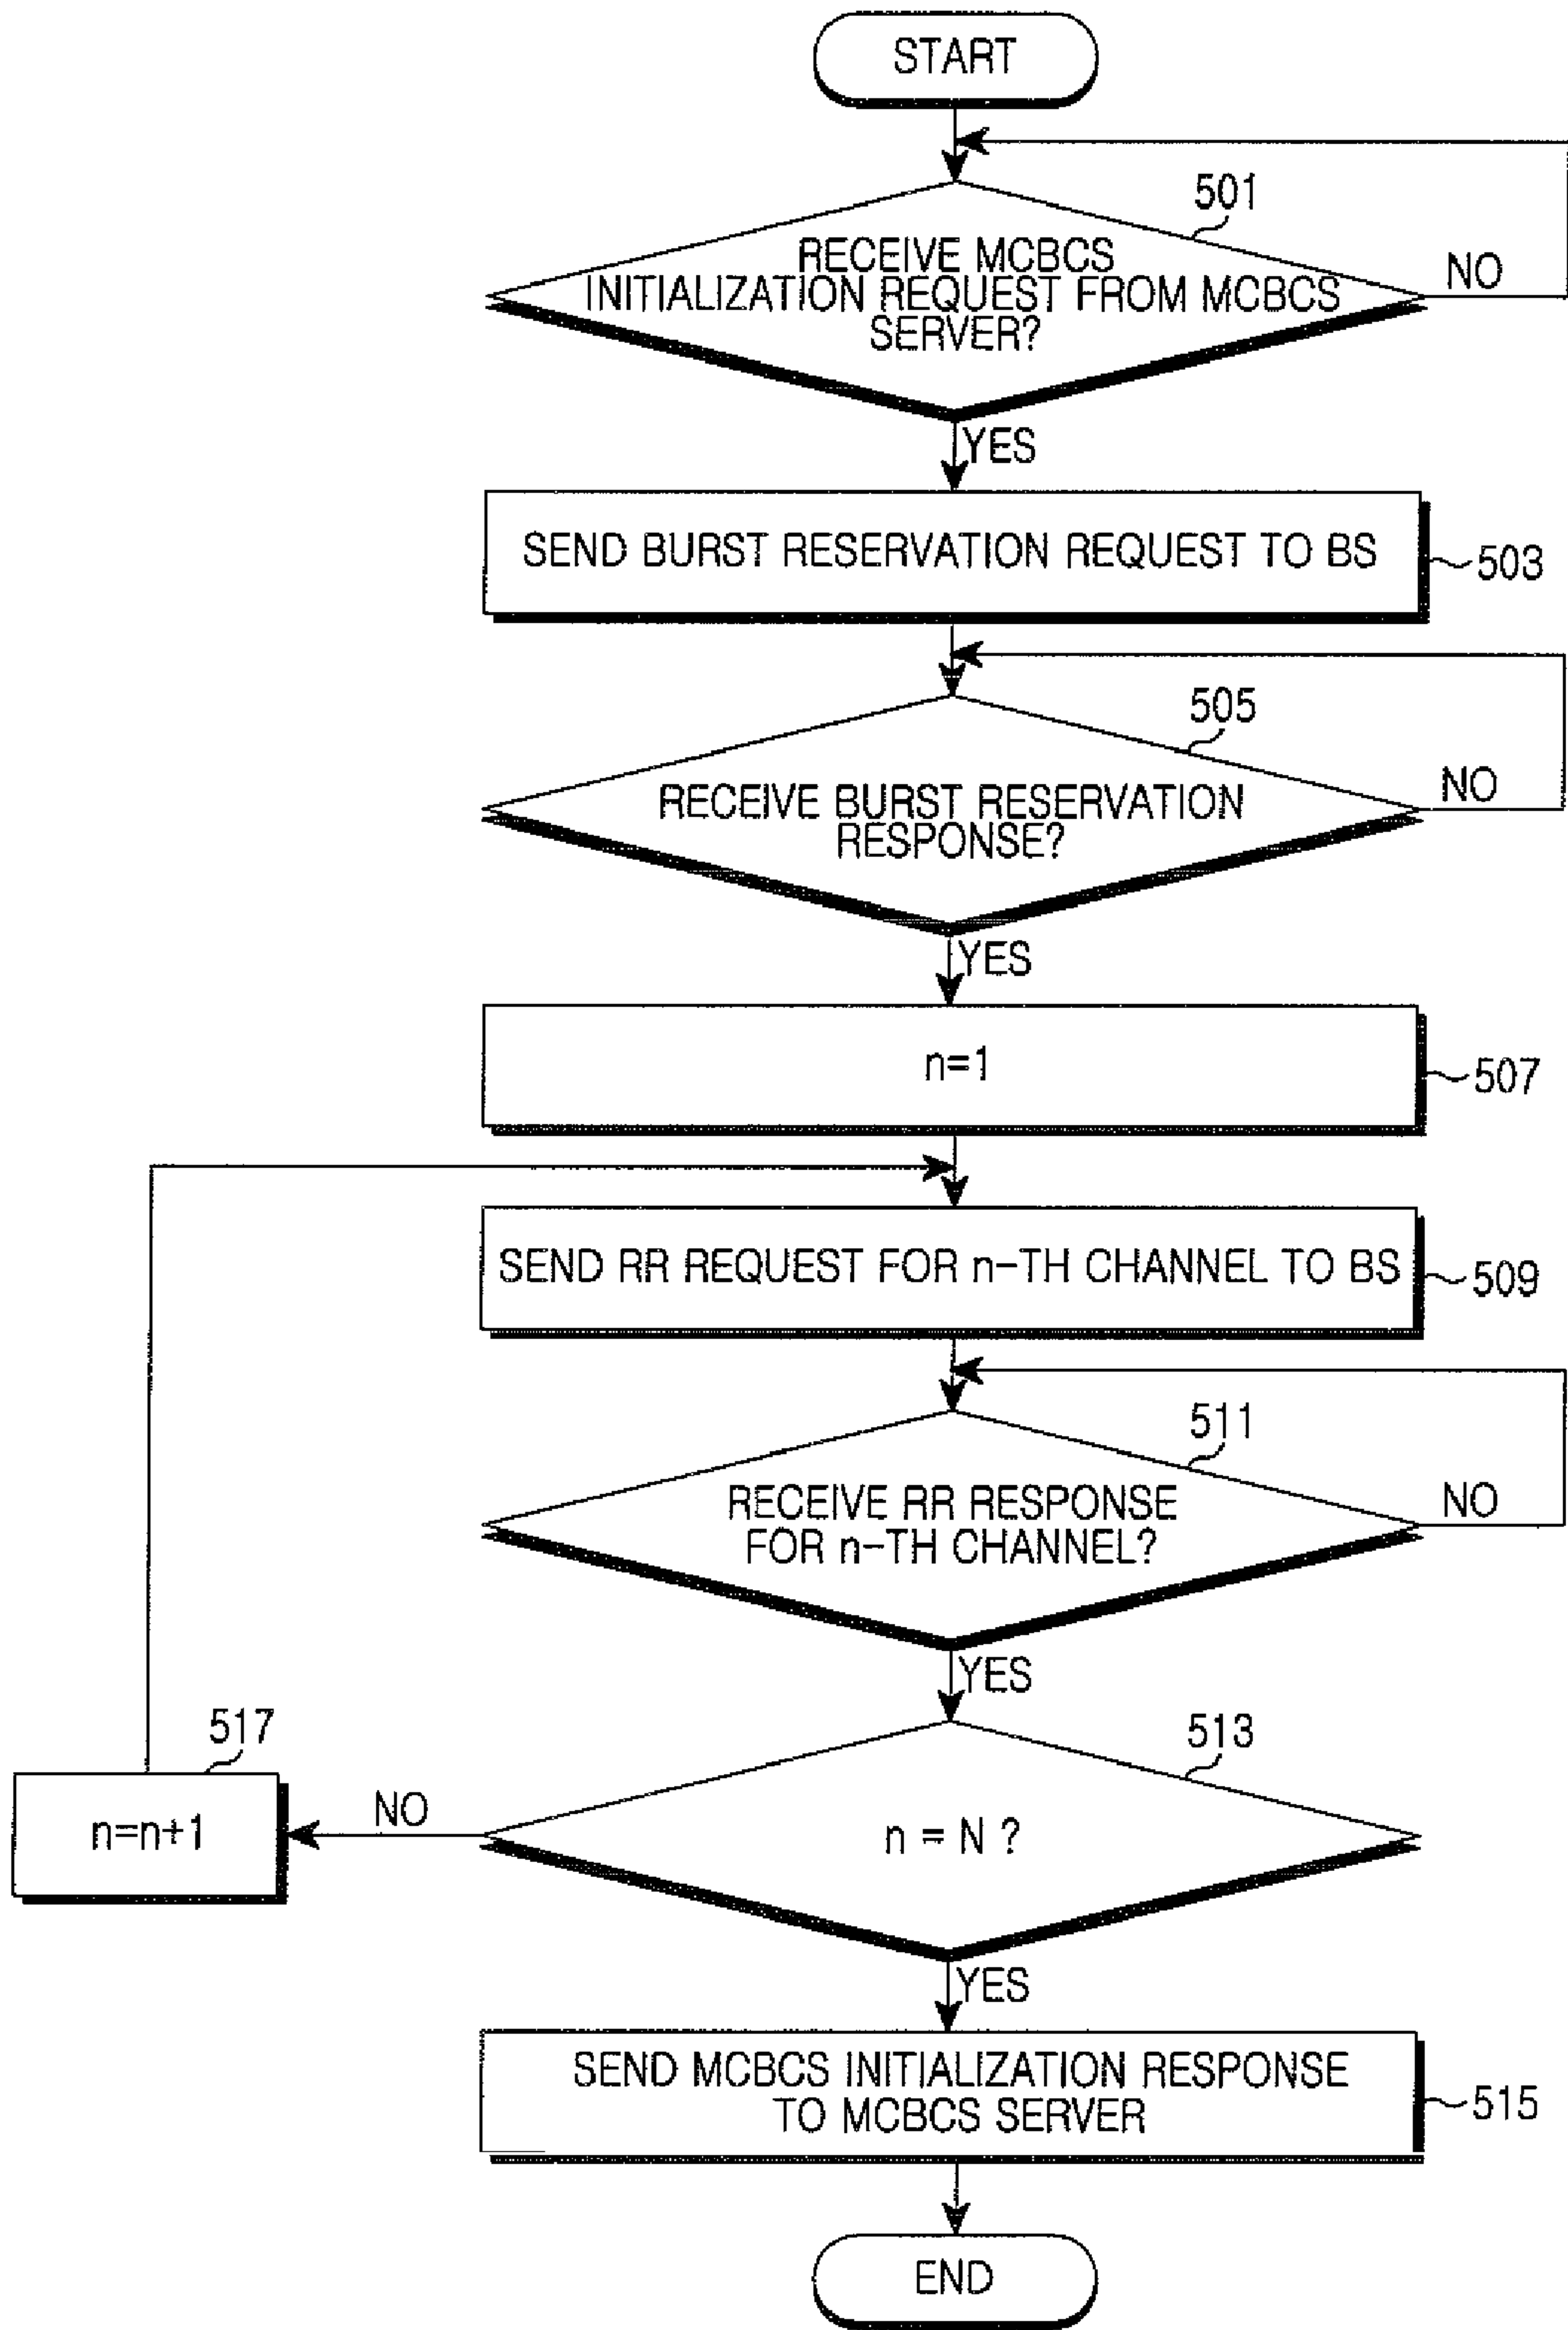 START
501
RECEIVE MCBCS
INITIALIZATION REQUEST FROM MCBCS
SERVER?
NO
YES
SEND BURST RESERVATION REQUEST TO BS
503
505
RECEIVE BURST RESERVATION
RESPONSE?
NO
YES
n=1
507
SEND RR REQUEST FOR n-TH CHANNEL TO BS
509
511
RECEIVE RR RESPONSE
FOR n-TH CHANNEL?
NO
YES
517
n=n+1
NO
513
n = N ?
YES
SEND MCBCS INITIALIZATION RESPONSE
TO MCBCS SERVER
515
END